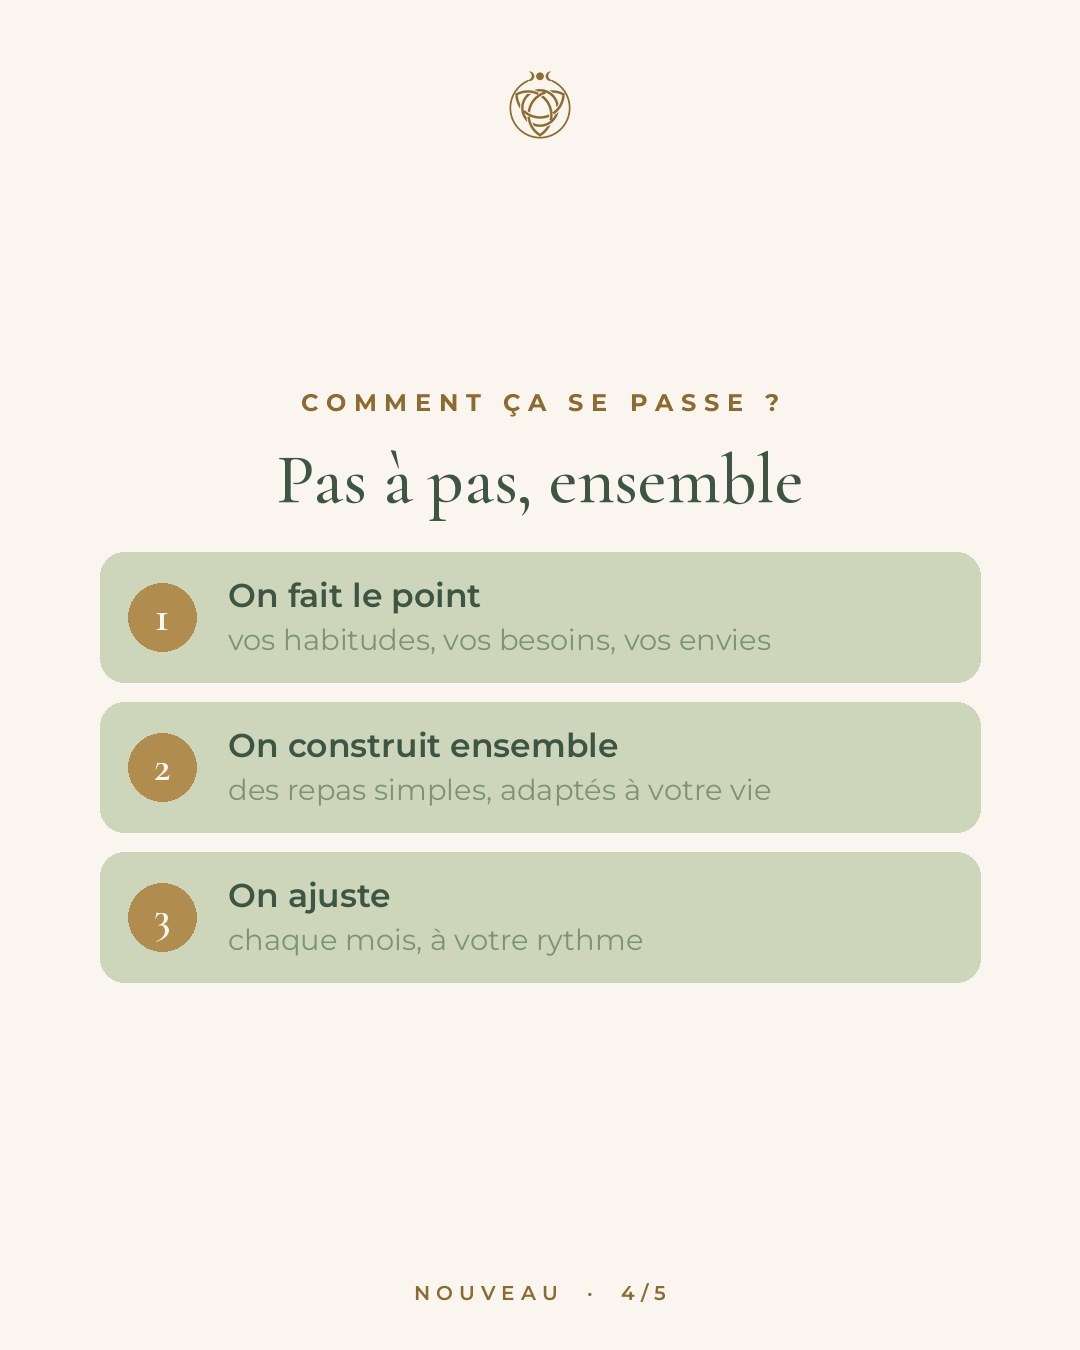 COMMENT ÇA SE PASSE ?
Pas à pas, ensemble
1
On fait le point
vos habitudes, vos besoins, vos envies
2
On construit ensemble
des repas simples, adaptés à votre vie
3
On ajuste
chaque mois, à votre rythme
NOUVEAU · 4/5